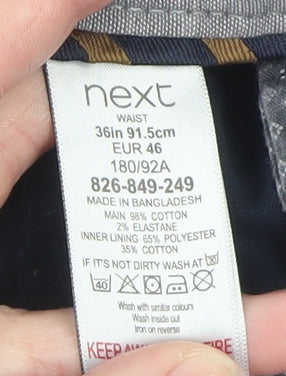 next
WAIST
36in 91.5cm
EUR 46
180/92A
826-849-249
MADE IN BANGLADESH
MAIN 98% COTTON
2% ELASTANE
INNER LINING 65% POLYESTER
35% COTTON
IF IT'S NOT DIRTY WASH AT 30
40
Wash with similar colours
Wash inside out
Iron on reverse
KEEP